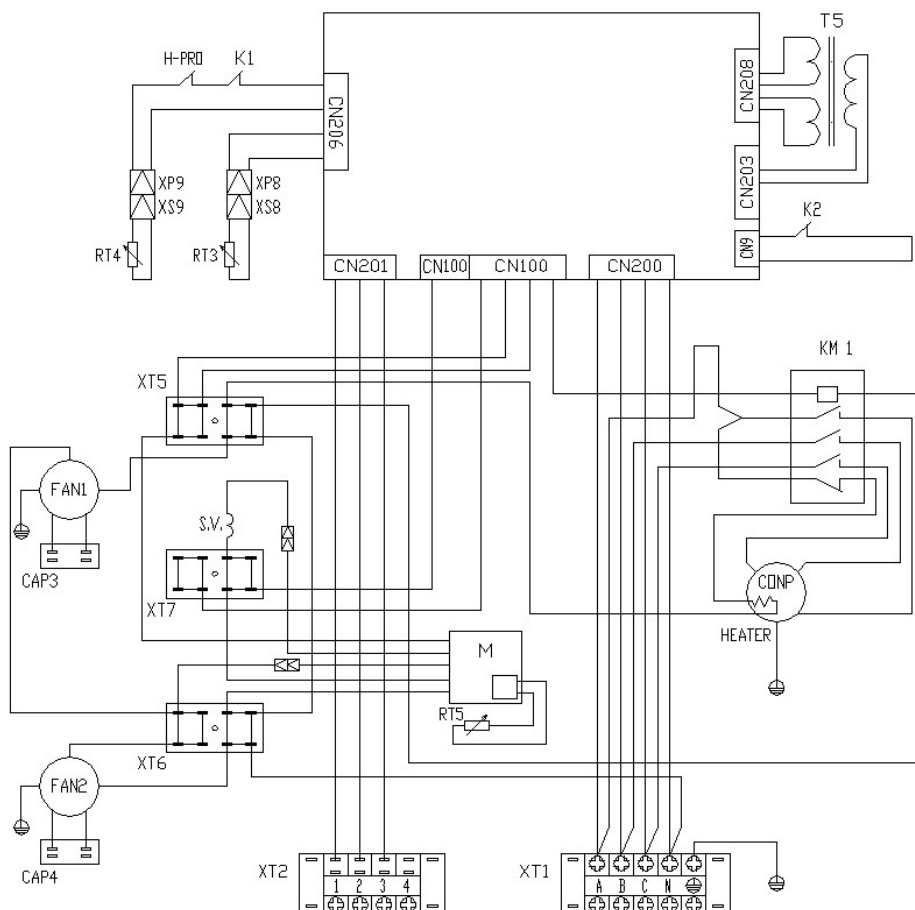 T5
H-PRO K1
CN206
CN208
CN203
XP9 XP8
XS9 XS8
K2
RT4 RT3
CN9
CN201 CN100 CN100 CN200
KM 1
XT5
FAN1
S.V.
CAP3
XT7
COMP
HEATER
M
RT5
XT6
FAN2
CAP4
XT2 1 2 3 4
XT1 A B C N